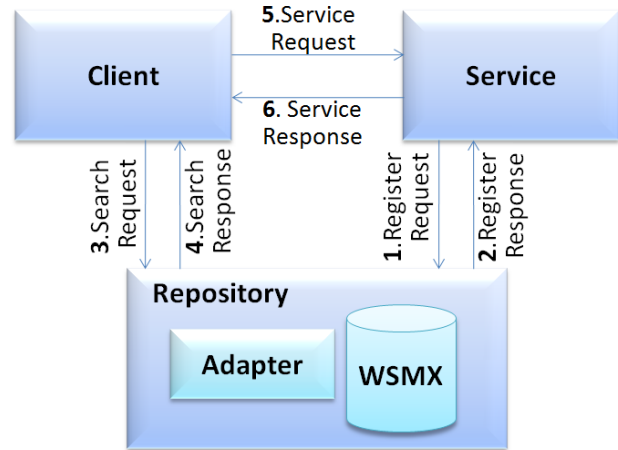 5.Service
Request
Client
Service
6. Service
Response
3.Search
Request
4.Search
Response
1.Register
Request
2.Register
Response
Repository
Adapter
WSMX